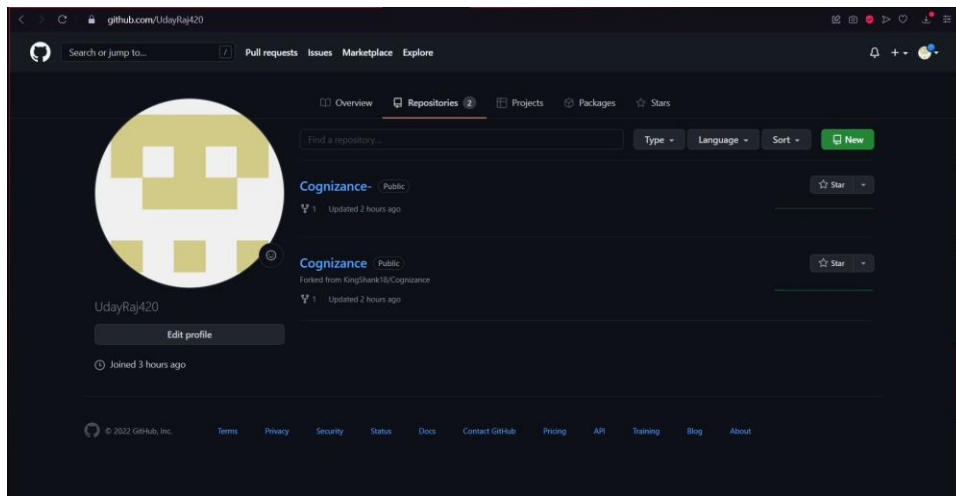 github.com/UdayRaj420
Search or jump to... / Pull requests Issues Marketplace Explore
Overview Repositories 2 Projects Packages Stars
Find a repository... Type Language Sort New
Cognizance- Public Star
1 Updated 2 hours ago
Cognizance Public Star
Forked from KingShank18/Cognizance
1 Updated 2 hours ago
UdayRaj420
Edit profile
Joined 3 hours ago
© 2022 GitHub, Inc. Terms Privacy Security Status Docs Contact GitHub Pricing API Training Blog About